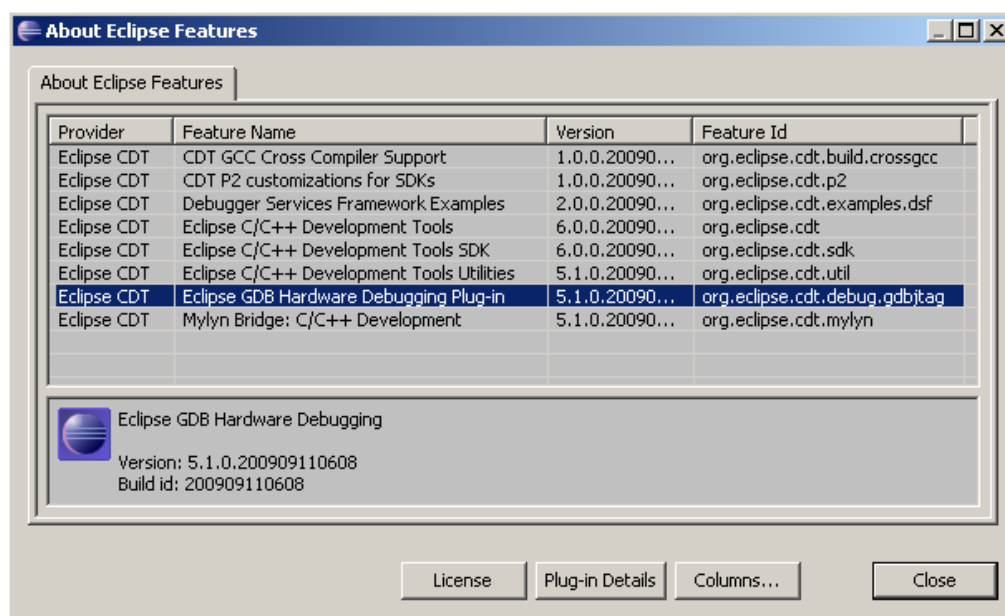 About Eclipse Features
About Eclipse Features
Provider Feature Name Version Feature Id
Eclipse CDT CDT GCC Cross Compiler Support 1.0.0.20090... org.eclipse.cdt.build.crossgcc
Eclipse CDT CDT P2 customizations for SDKs 1.0.0.20090... org.eclipse.cdt.p2
Eclipse CDT Debugger Services Framework Examples 2.0.0.20090... org.eclipse.cdt.examples.dsf
Eclipse CDT Eclipse C/C++ Development Tools 6.0.0.20090... org.eclipse.cdt
Eclipse CDT Eclipse C/C++ Development Tools SDK 6.0.0.20090... org.eclipse.cdt.sdk
Eclipse CDT Eclipse C/C++ Development Tools Utilities 5.1.0.20090... org.eclipse.cdt.util
Eclipse CDT Eclipse GDB Hardware Debugging Plug-in 5.1.0.20090... org.eclipse.cdt.debug.gdbjtag
Eclipse CDT Mylyn Bridge: C/C++ Development 5.1.0.20090... org.eclipse.cdt.mylyn
Eclipse GDB Hardware Debugging
Version: 5.1.0.200909110608
Build id: 200909110608
License Plug-in Details Columns... Close